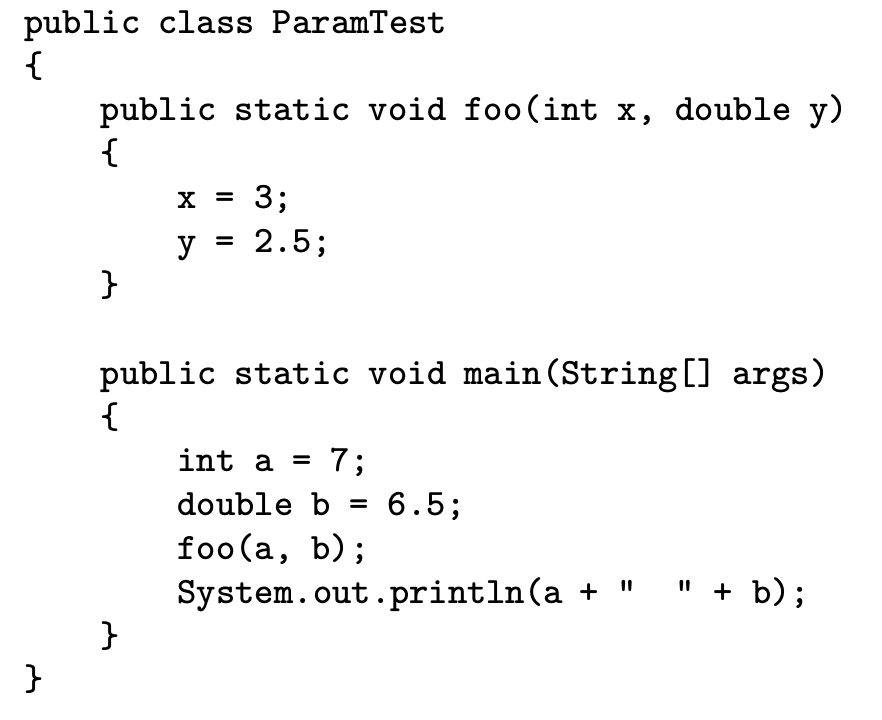 public class ParamTest
{
    public static void foo(int x, double y)
    {
        x = 3;
        y = 2.5;
    }

    public static void main(String[] args)
    {
        int a = 7;
        double b = 6.5;
        foo(a, b);
        System.out.println(a + "  " + b);
    }
}